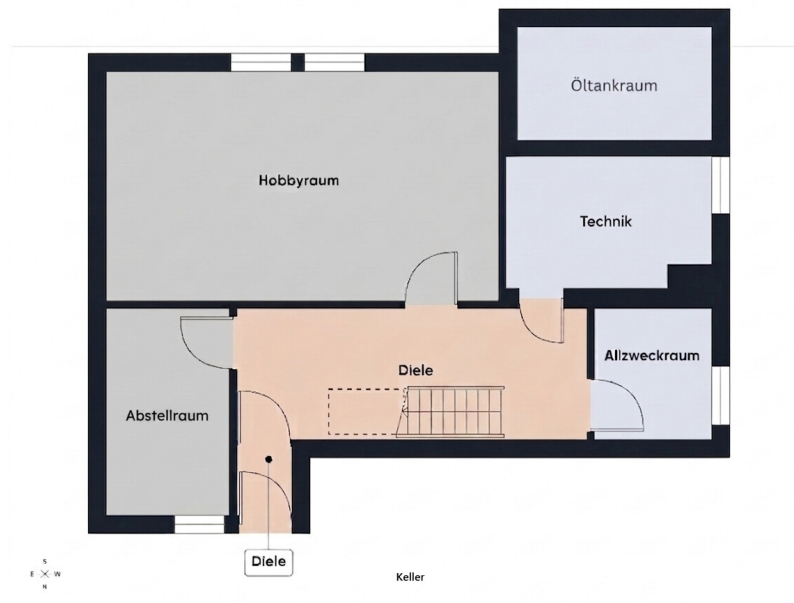 Öltankraum
Hobbyraum
Technik
Allzweckraum
Diele
Abstellraum
Diele
S
E W
N
Keller